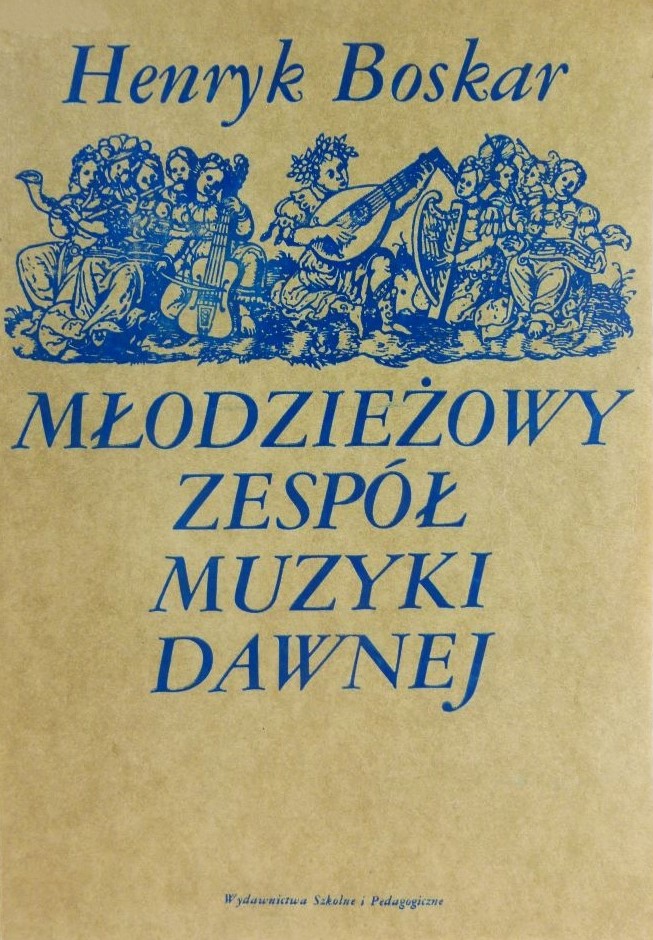 Henryk Boskar
MŁODZIEŻOWY
ZESPÓŁ
MUZYKI
DAWNEJ
Wydawnictwa Szkolne i Pedagogiczne